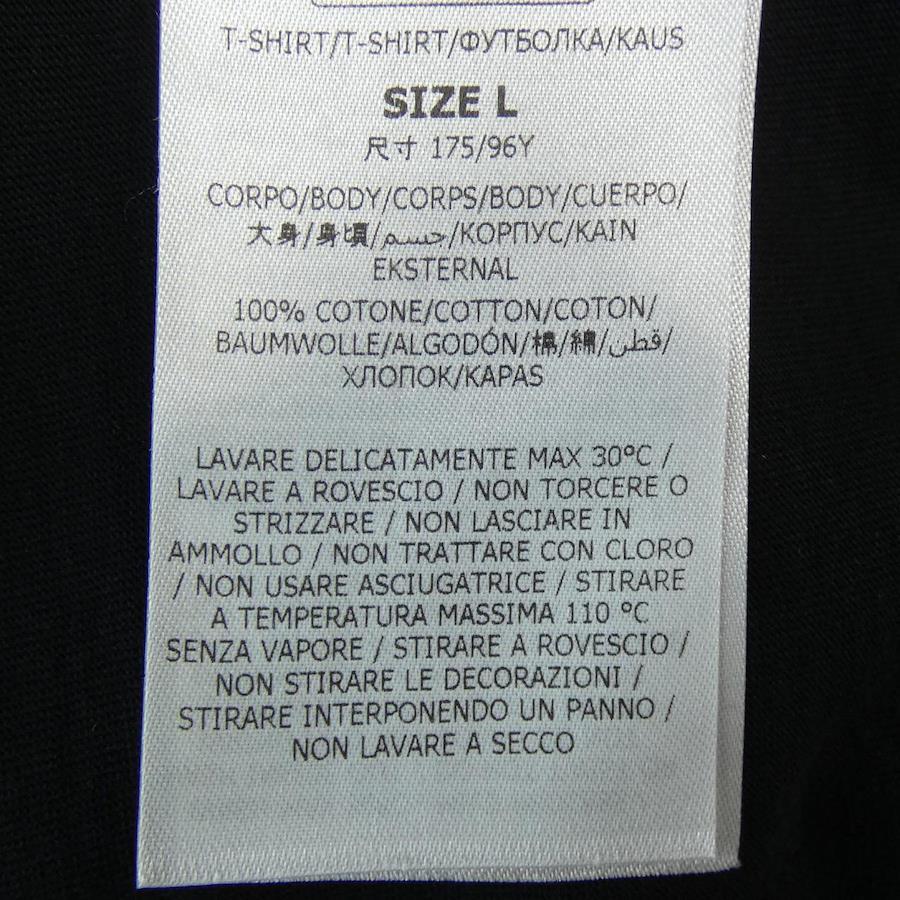 T-SHIRT/T-SHIRT/ФУТБОЛКА/KAUS
SIZE L
尺寸 175/96Y
CORPO/BODY/CORPS/BODY/CUERPO/
大身/身頃/جسم/КОРПУС/KAIN
EKSTERNAL
100% COTONE/COTTON/COTON/
BAUMWOLLE/ALGODÓN/棉/綿/قطن/
ХЛОПОК/KAPAS
LAVARE DELICATAMENTE MAX 30°C /
LAVARE A ROVESCIO / NON TORCERE O
STRIZZARE / NON LASCIARE IN
AMMOLLO / NON TRATTARE CON CLORO
/ NON USARE ASCIUGATRICE / STIRARE
A TEMPERATURA MASSIMA 110 °C
SENZA VAPORE / STIRARE A ROVESCIO /
NON STIRARE LE DECORAZIONI /
STIRARE INTERPONENDO UN PANNO /
NON LAVARE A SECCO